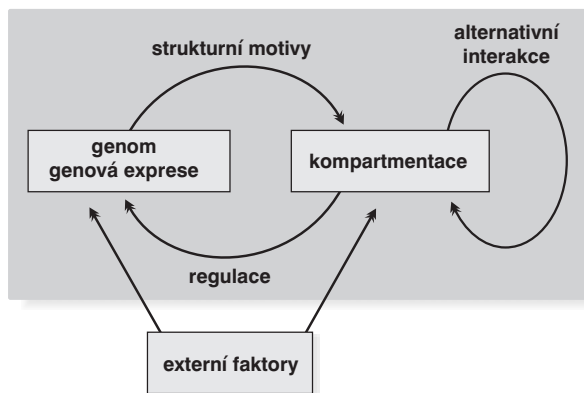 alternativní
interakce
strukturní motivy
genom
genová exprese
kompartmentace
regulace
externí faktory